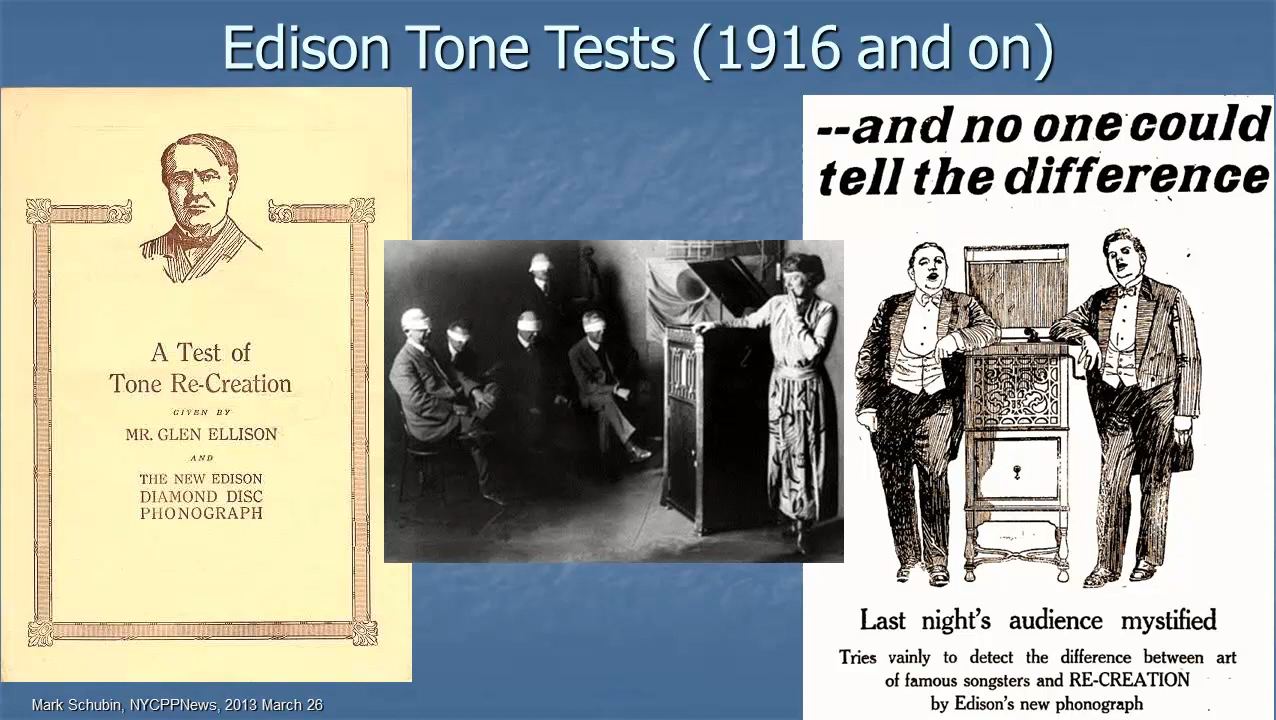 Edison Tone Tests (1916 and on)
A Test of
Tone Re-Creation
GIVEN BY
MR. GLEN ELLISON
AND
THE NEW EDISON
DIAMOND DISC
PHONOGRAPH
--and no one could
tell the difference
Last night's audience mystified
Tries vainly to detect the difference between art
of famous songsters and RE-CREATION
by Edison's new phonograph
Mark Schubin, NYCPPNews, 2013 March 26